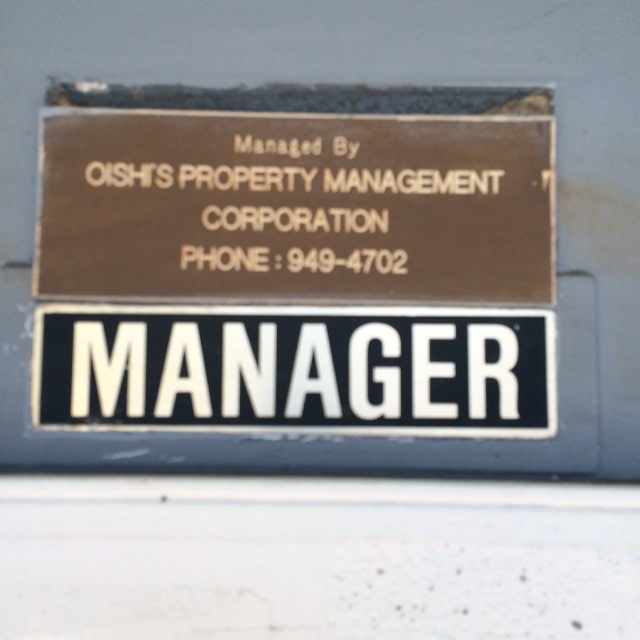 Managed By
OISHI'S PROPERTY MANAGEMENT
CORPORATION
PHONE: 949-4702
MANAGER